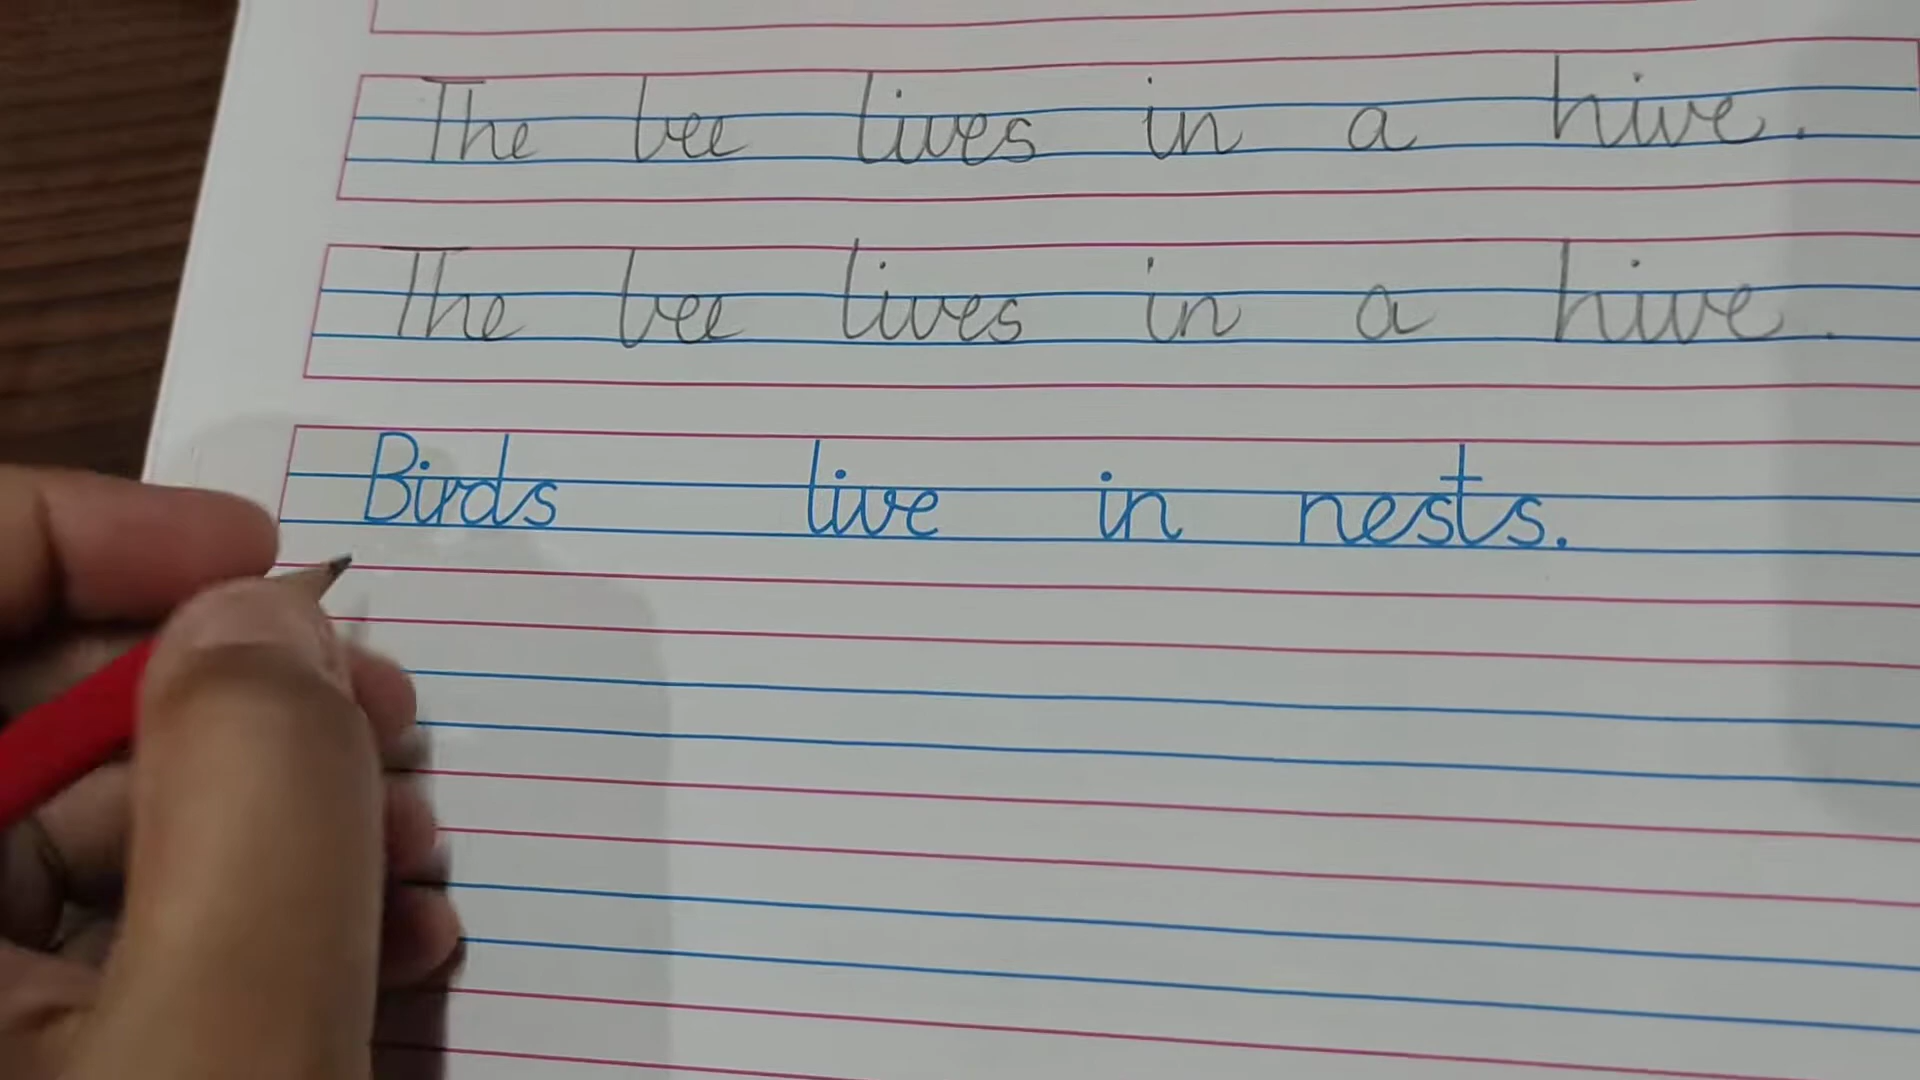 The bee lives in a hive.
The bee lives in a hive.
Birds live in nests.